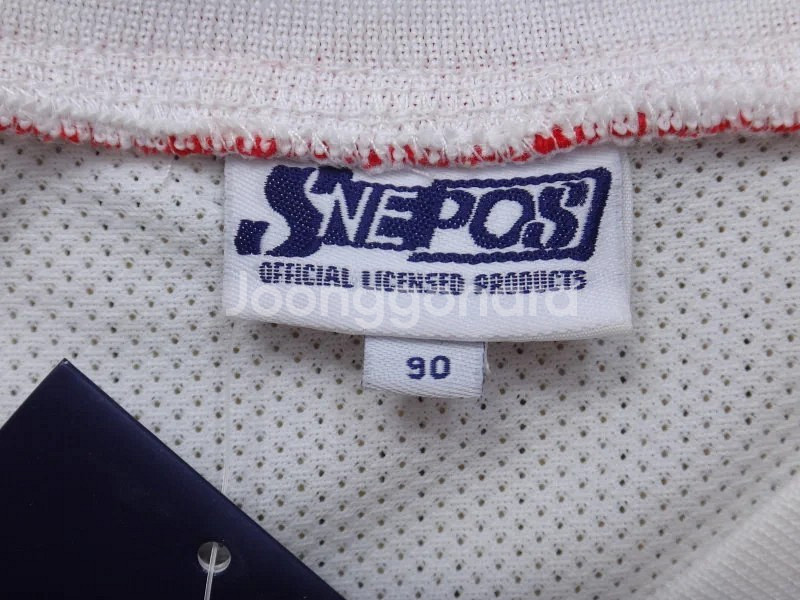 SNEPOS
OFFICIAL LICENSED PRODUCTS
Joonggonara
90